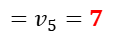 = v₅ = 7